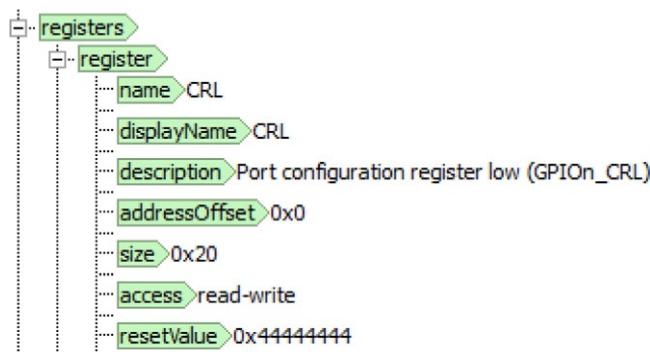 registers
register
name CRL
displayName CRL
description Port configuration register low (GPIOn_CRL)
addressOffset 0x0
size 0x20
access read-write
resetValue 0x44444444